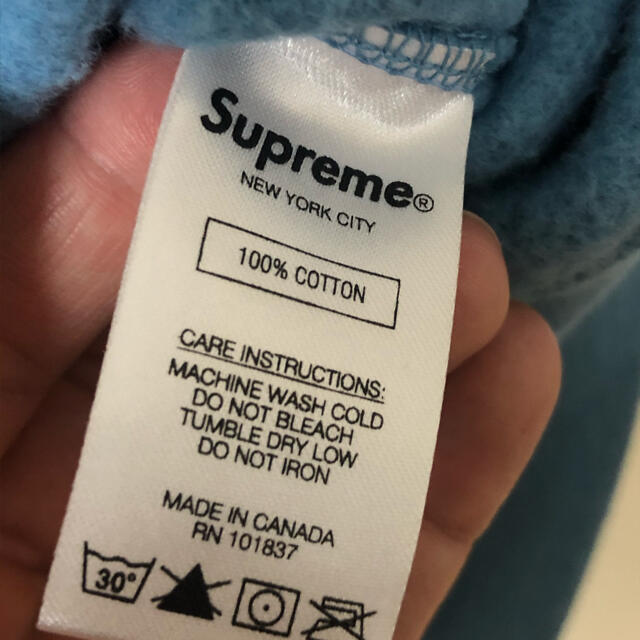 Supreme®
NEW YORK CITY
100% COTTON
CARE INSTRUCTIONS:
MACHINE WASH COLD
DO NOT BLEACH
TUMBLE DRY LOW
DO NOT IRON
MADE IN CANADA
RN 101837
30°